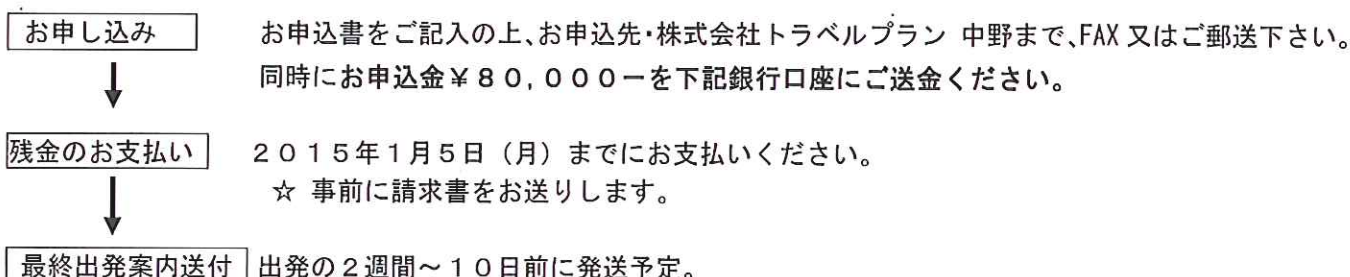 お申し込み お申込書をご記入の上、お申込先・株式会社トラベルプラン 中野まで、FAX 又はご郵送下さい。
同時にお申込金￥８０，０００ーを下記銀行口座にご送金ください。
残金のお支払い ２０１５年１月５日（月）までにお支払いください。
☆ 事前に請求書をお送りします。
最終出発案内送付 出発の２週間～１０日前に発送予定。